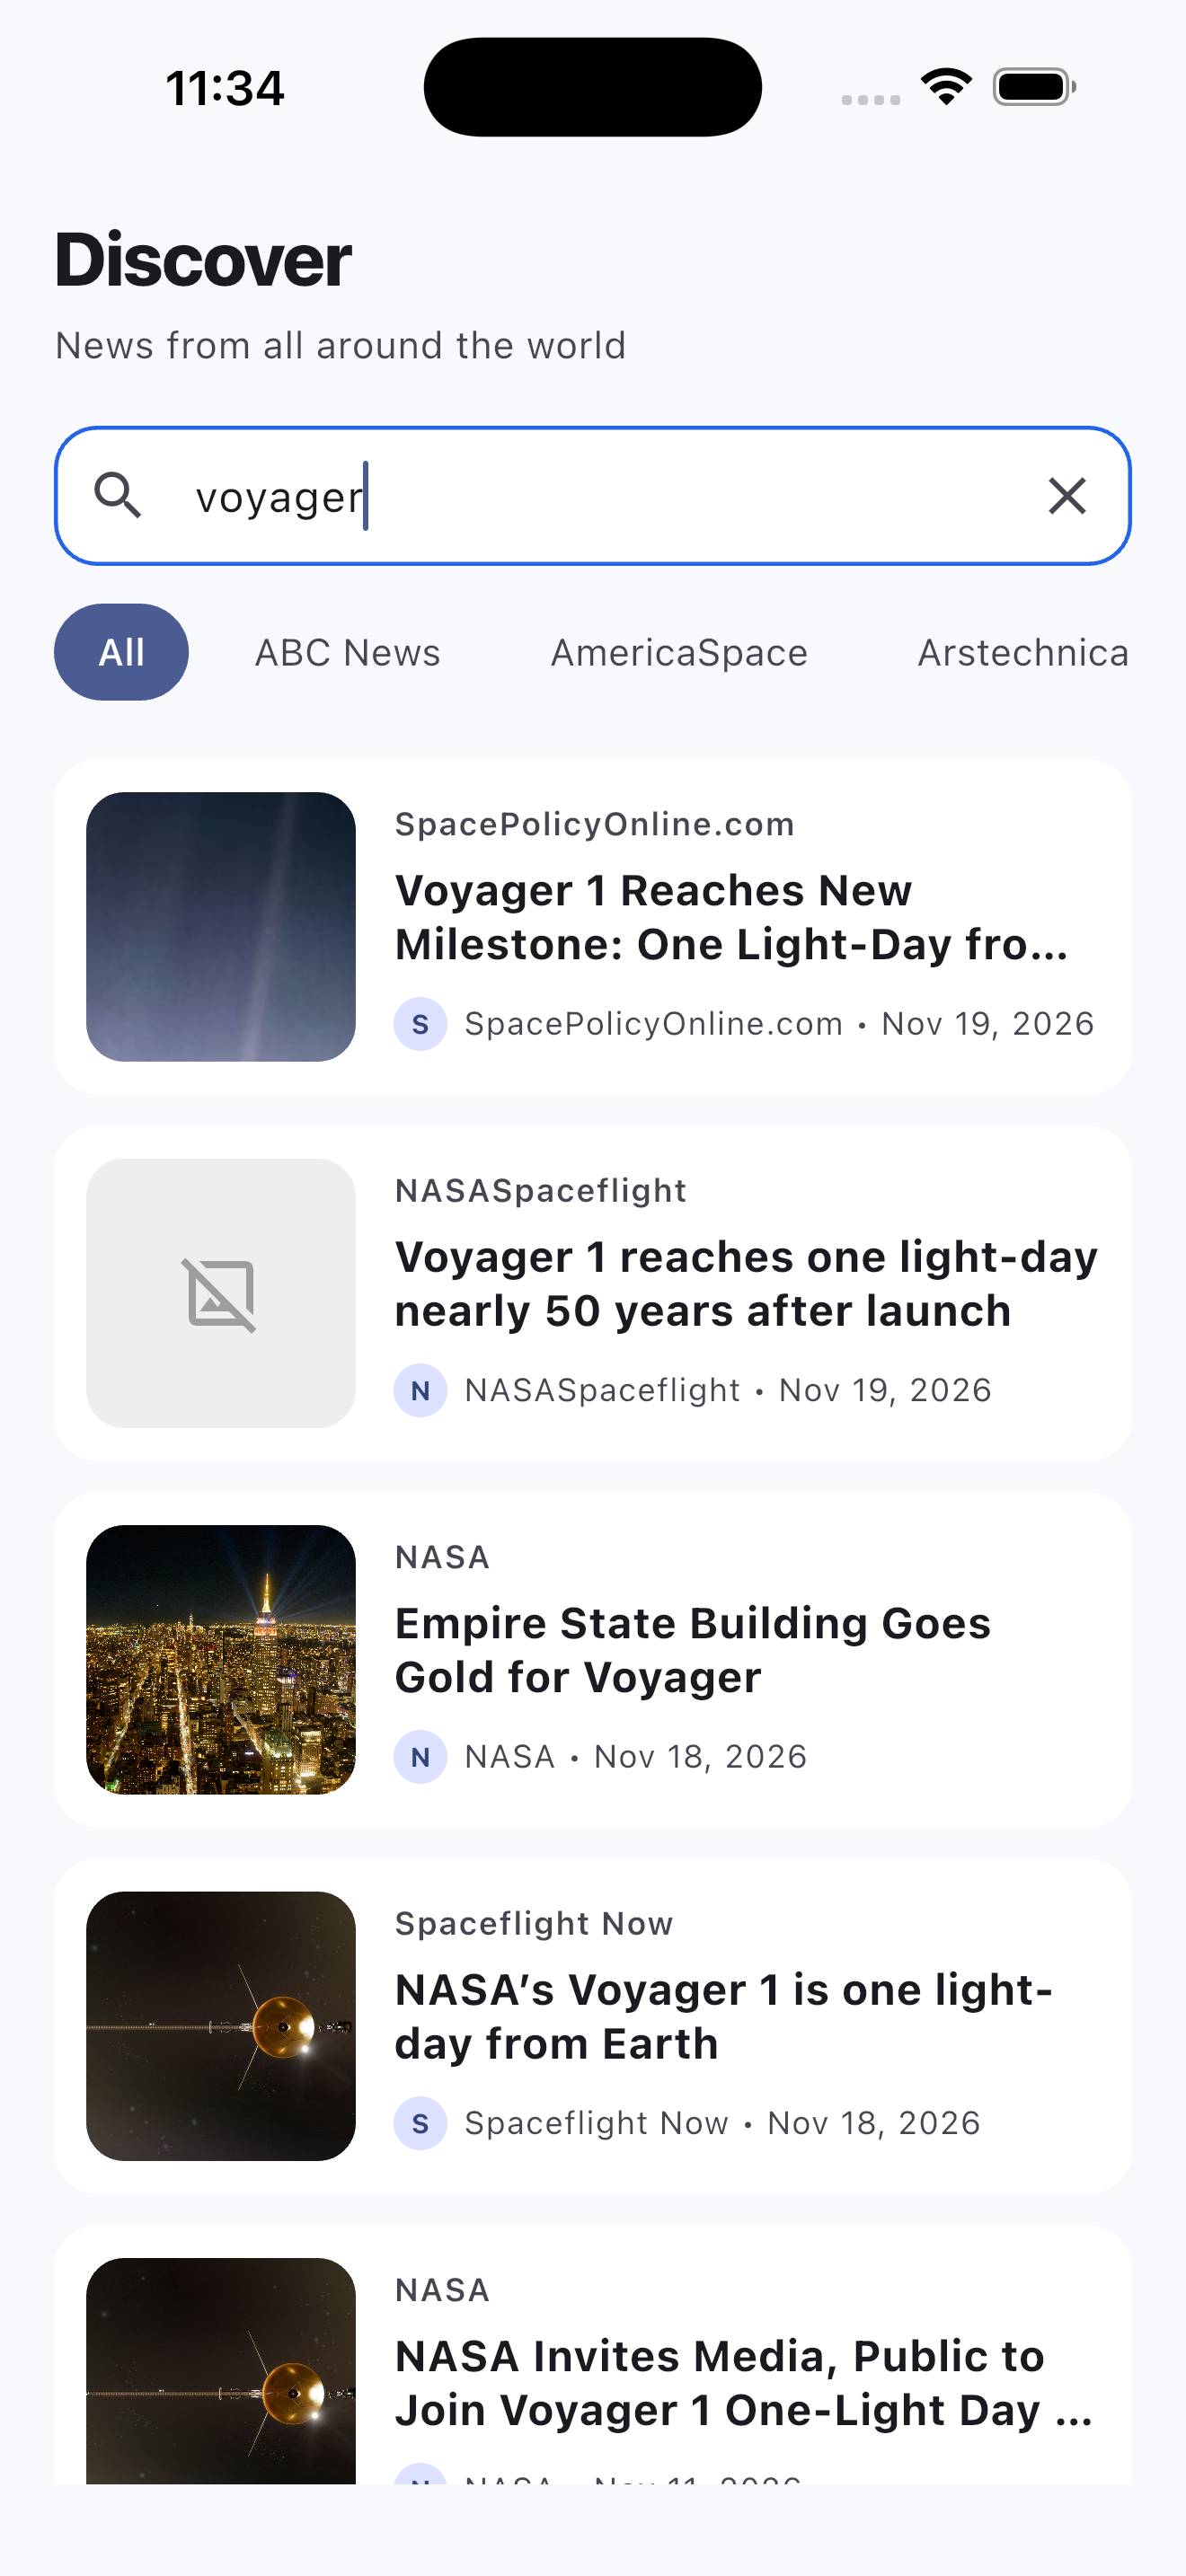 11:34
Discover
News from all around the world
voyager
All
ABC News
AmericaSpace
Arstechnica
SpacePolicyOnline.com
Voyager 1 Reaches New
Milestone: One Light-Day fro...
S SpacePolicyOnline.com • Nov 19, 2026
NASASpaceflight
Voyager 1 reaches one light-day
nearly 50 years after launch
N NASASpaceflight • Nov 19, 2026
NASA
Empire State Building Goes
Gold for Voyager
N NASA • Nov 18, 2026
Spaceflight Now
NASA’s Voyager 1 is one light-
day from Earth
S Spaceflight Now • Nov 18, 2026
NASA
NASA Invites Media, Public to
Join Voyager 1 One-Light Day ...
N NASA • Nov 11, 2026